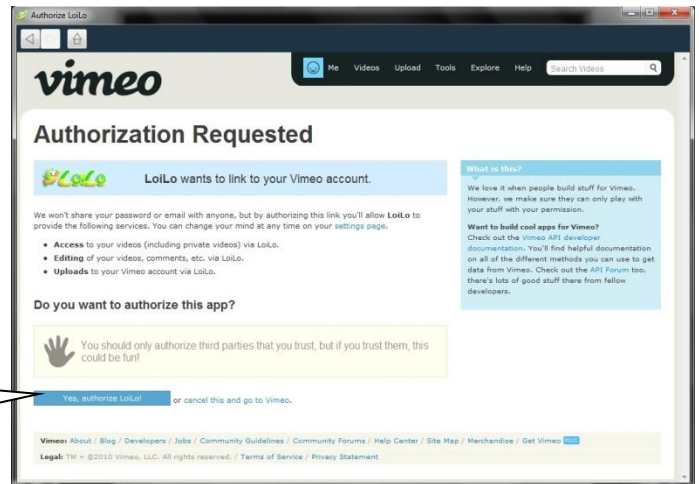 Authorize LoiLo
vimeo
Me Videos Upload Tools Explore Help Search Videos
Authorization Requested
LoiLo
LoiLo wants to link to your Vimeo account.
We won't share your password or email with anyone, but by authorizing this link you'll allow LoiLo to
provide the following services. You can change your mind at any time on your settings page.
• Access to your videos (including private videos) via LoiLo.
• Editing of your videos, comments, etc. via LoiLo.
• Uploads to your Vimeo account via LoiLo.
Do you want to authorize this app?
You should only authorize third parties that you trust, but if you trust them, this
could be fun!
Yes, authorize LoiLo!
or cancel this and go to Vimeo.
What is this?
We love it when people build stuff for Vimeo.
However, we make sure they can only play with
your stuff with your permission.
Want to build cool apps for Vimeo?
Check out the Vimeo API developer
documentation. You'll find helpful documentation
on all of the different methods you can use to get
data from Vimeo. Check out the API Forum too,
there's lots of good stuff there from fellow
developers.
Vimeo: About / Blog / Developers / Jobs / Community Guidelines / Community Forums / Help Center / Site Map / Merchandise / Get Vimeo PLUS
Legal: TM + ©2010 Vimeo, LLC. All rights reserved. / Terms of Service / Privacy Statement